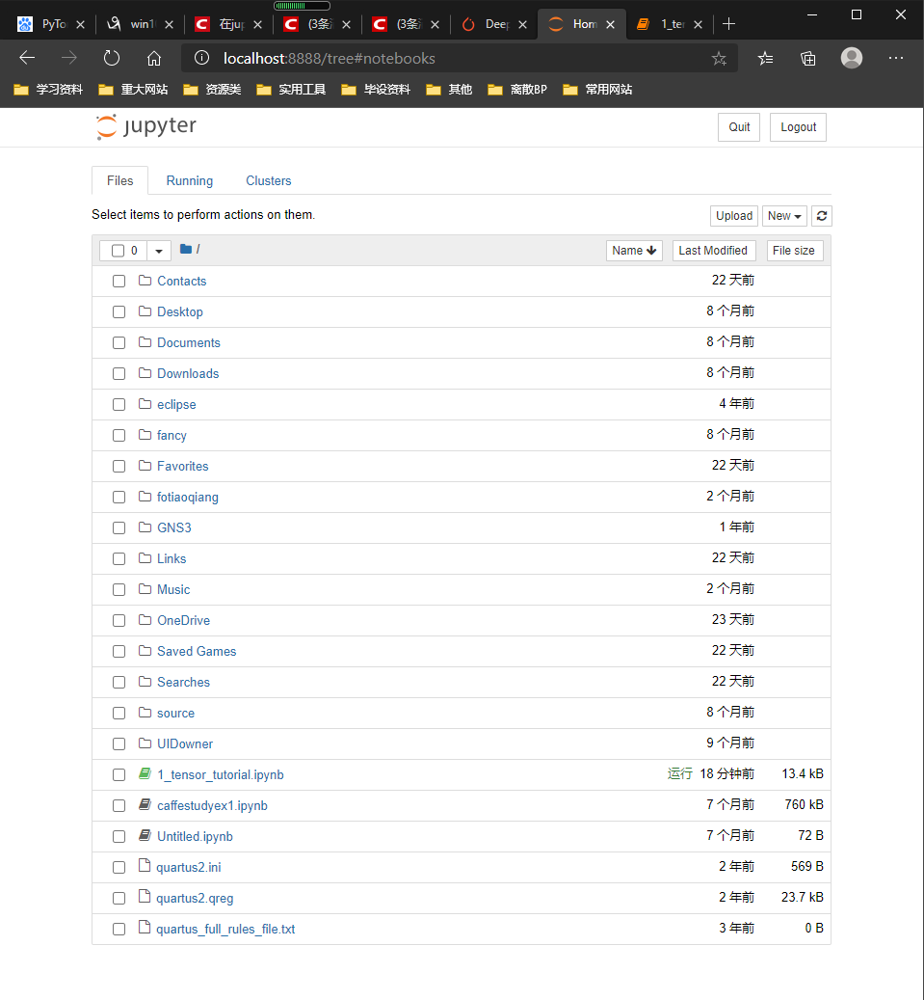 PyTo win1 在jup (3条 (3条 Deep Hom 1_te
localhost:8888/tree#notebooks
学习资料 重大网站 资源类 实用工具 毕设资料 其他 离散BP 常用网站
jupyter Quit Logout
Files Running Clusters
Select items to perform actions on them. Upload New
0 / Name Last Modified File size
Contacts 22 天前
Desktop 8 个月前
Documents 8 个月前
Downloads 8 个月前
eclipse 4 年前
fancy 8 个月前
Favorites 22 天前
fotiaoqiang 2 个月前
GNS3 1 年前
Links 22 天前
Music 2 个月前
OneDrive 23 天前
Saved Games 22 天前
Searches 22 天前
source 8 个月前
UIDowner 9 个月前
1_tensor_tutorial.ipynb 运行 18 分钟前 13.4 kB
caffestudyex1.ipynb 7 个月前 760 kB
Untitled.ipynb 7 个月前 72 B
quartus2.ini 2 年前 569 B
quartus2.qreg 2 年前 23.7 kB
quartus_full_rules_file.txt 3 年前 0 B